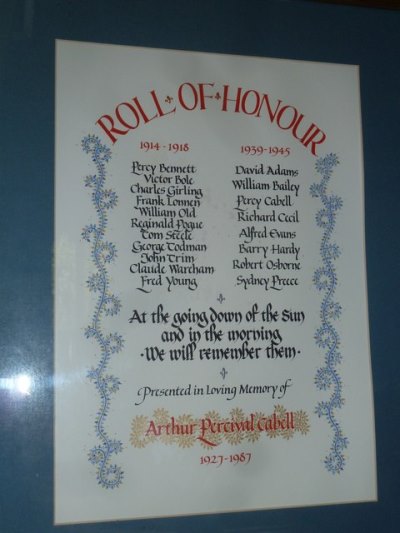 ROLL OF HONOUR
1914 - 1918
Percy Bennett
Victor Bole
Charles Girling
Frank Lonnen
William Old
Reginald Pogue
Tom Steele
George Todman
John Trim
Claude Wareham
Fred Young
1939 - 1945
David Adams
William Bailey
Percy Cabell
Richard Cecil
Alfred Evans
Barry Hardy
Robert Osborne
Sydney Preece
At the going down of the Sun
and in the morning
·We will remember them·
Presented in Loving Memory of
Arthur Percival Cabell
1927 - 1987